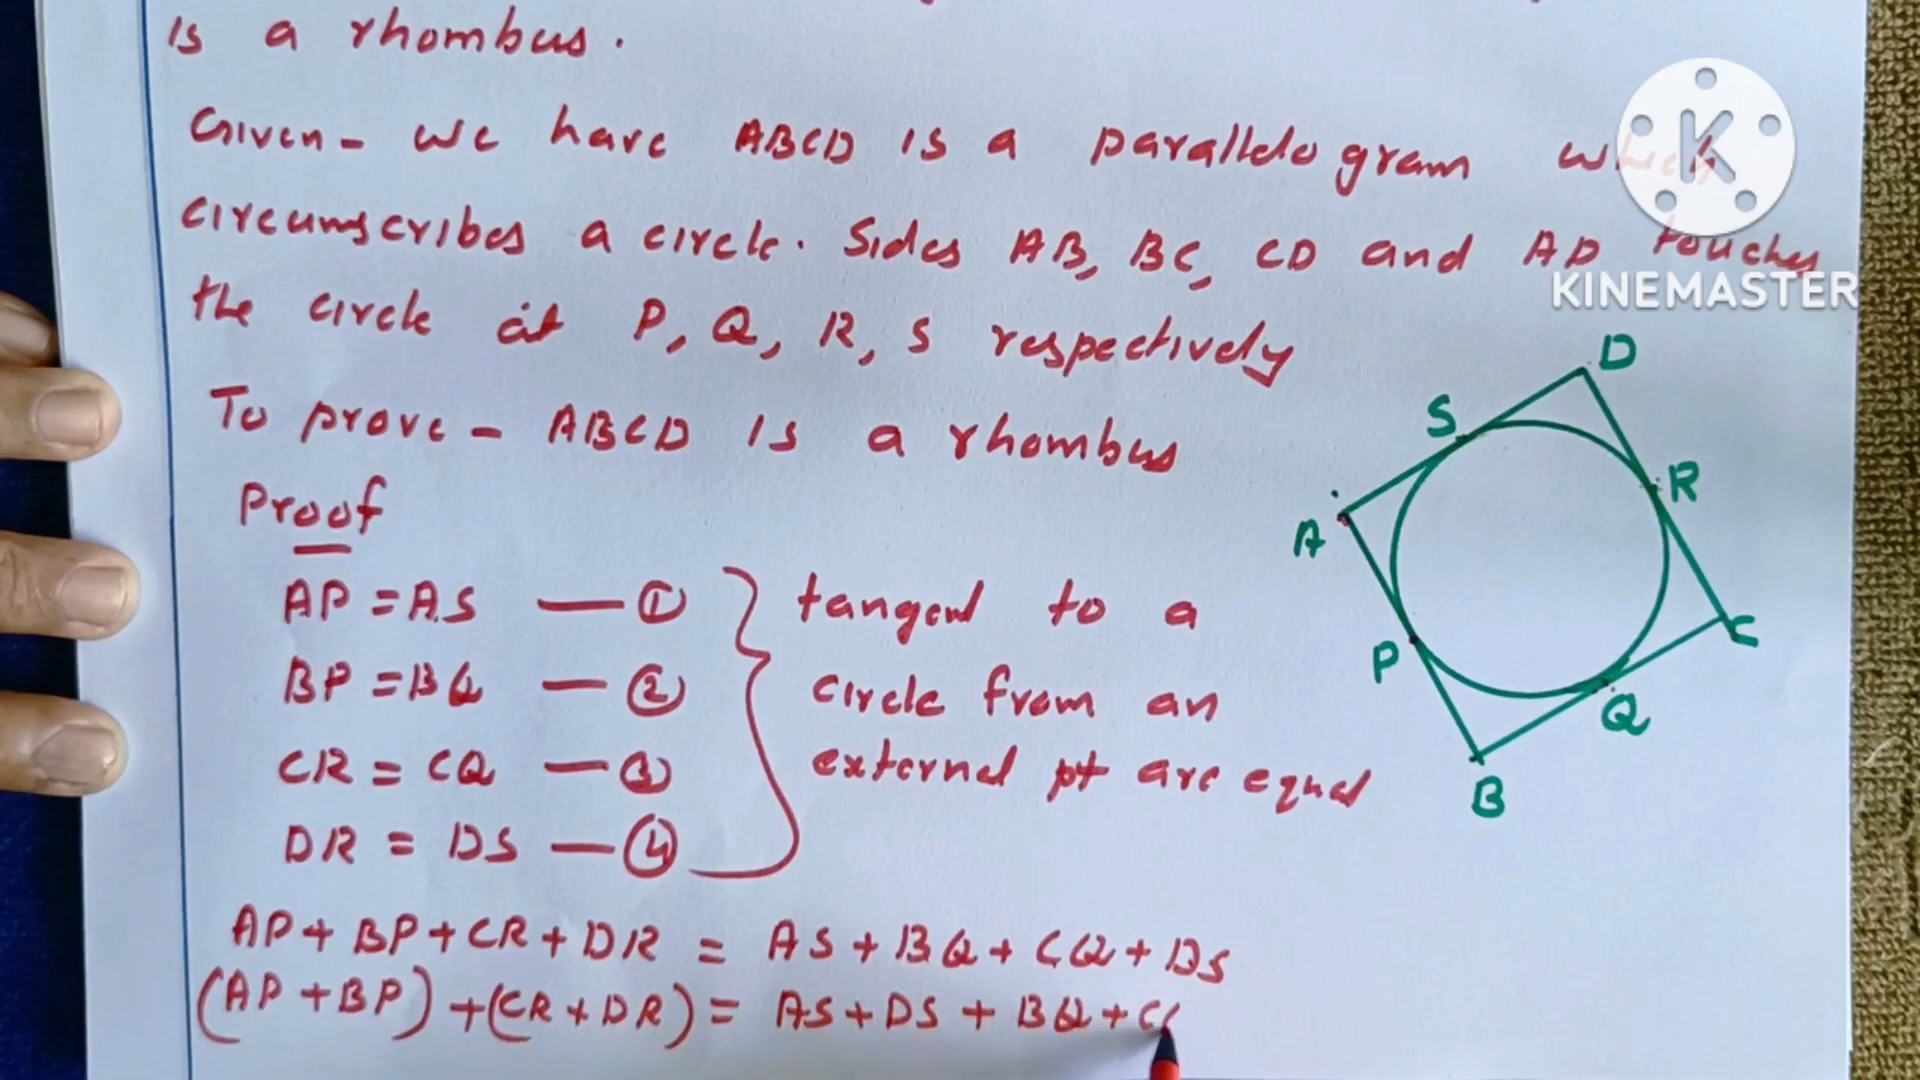 is a rhombus.
Given - we have ABCD is a parallelogram which
circumscribes a circle. Sides AB, BC, CD and AD touches
the circle at P, Q, R, S respectively
To prove - ABCD is a rhombus
Proof
AP = AS — ①
BP = BQ — ②
CR = CQ — ③
DR = DS — ④
tangent to a
circle from an
external pt are equal
AP + BP + CR + DR = AS + BQ + CQ + DS
(AP + BP) + (CR + DR) = AS + DS + BQ + C
D
S
R
A
C
P
Q
B
K
KINEMASTER